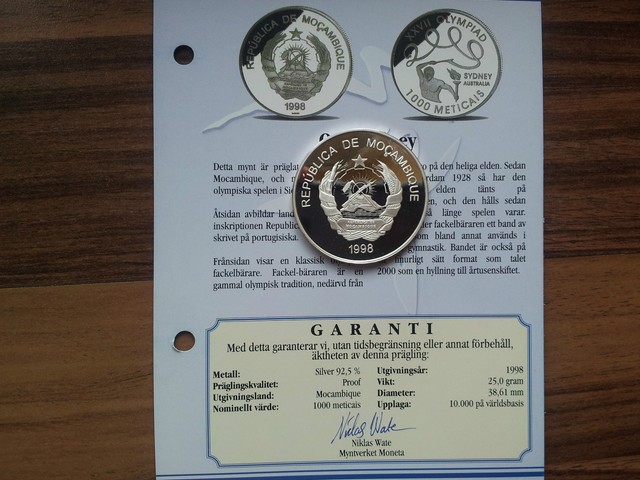 REPÚBLICA DE MOÇAMBIQUE
1998
XXVII OLYMPIAD
SYDNEY
AUSTRALIA
1000 METICAIS
REPÚBLICA DE MOÇAMBIQUE
1998
Detta mynt är präglat
Mocambique, och
olympiska spelen i
Åtsidan avbildar
inskriptionen
skrivet på portugisiska.
Frånsidan visar en klassisk
fackelbärare. Fackel-bäraren är en
gammal olympisk tradition, nedärvd från
på den heliga elden. Sedan
1928 så har den
elden tänts på
och den hålls sedan
länge spelen varar.
fackelbäraren ett band av
bland annat används i
gymnastik. Bandet är också på
sätt format som talet
2000 som en hyllning till årtusenskiftet.
GARANTI
Med detta garanterar vi, utan tidsbegränsning eller annat förbehåll,
äktheten av denna prägling:
Metall: Silver 92,5 %
Präglingskvalitet: Proof
Utgivningsland: Mocambique
Nominellt värde: 1000 meticais
Utgivningsår: 1998
Vikt: 25,0 gram
Diameter: 38,61 mm
Upplaga: 10.000 på världsbasis
Niklas Wate
Niklas Wate
Myntverket Moneta